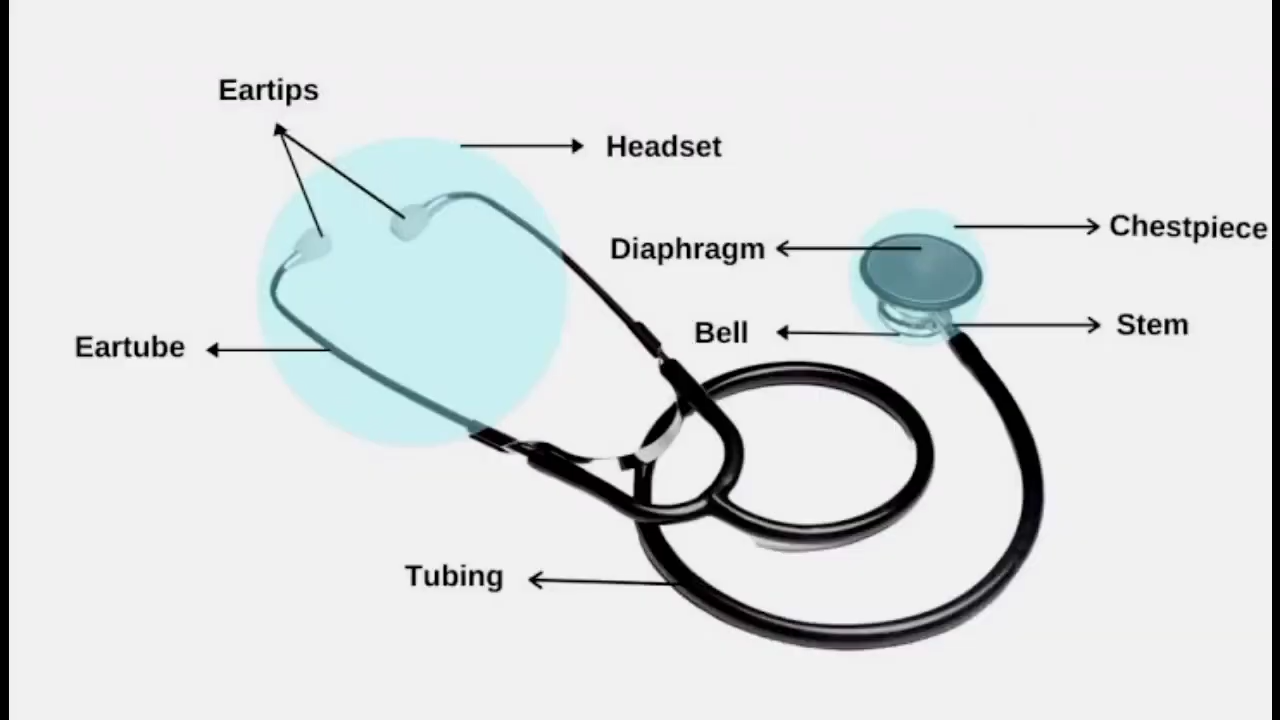 Eartips
Headset
Chestpiece
Diaphragm
Stem
Bell
Eartube
Tubing